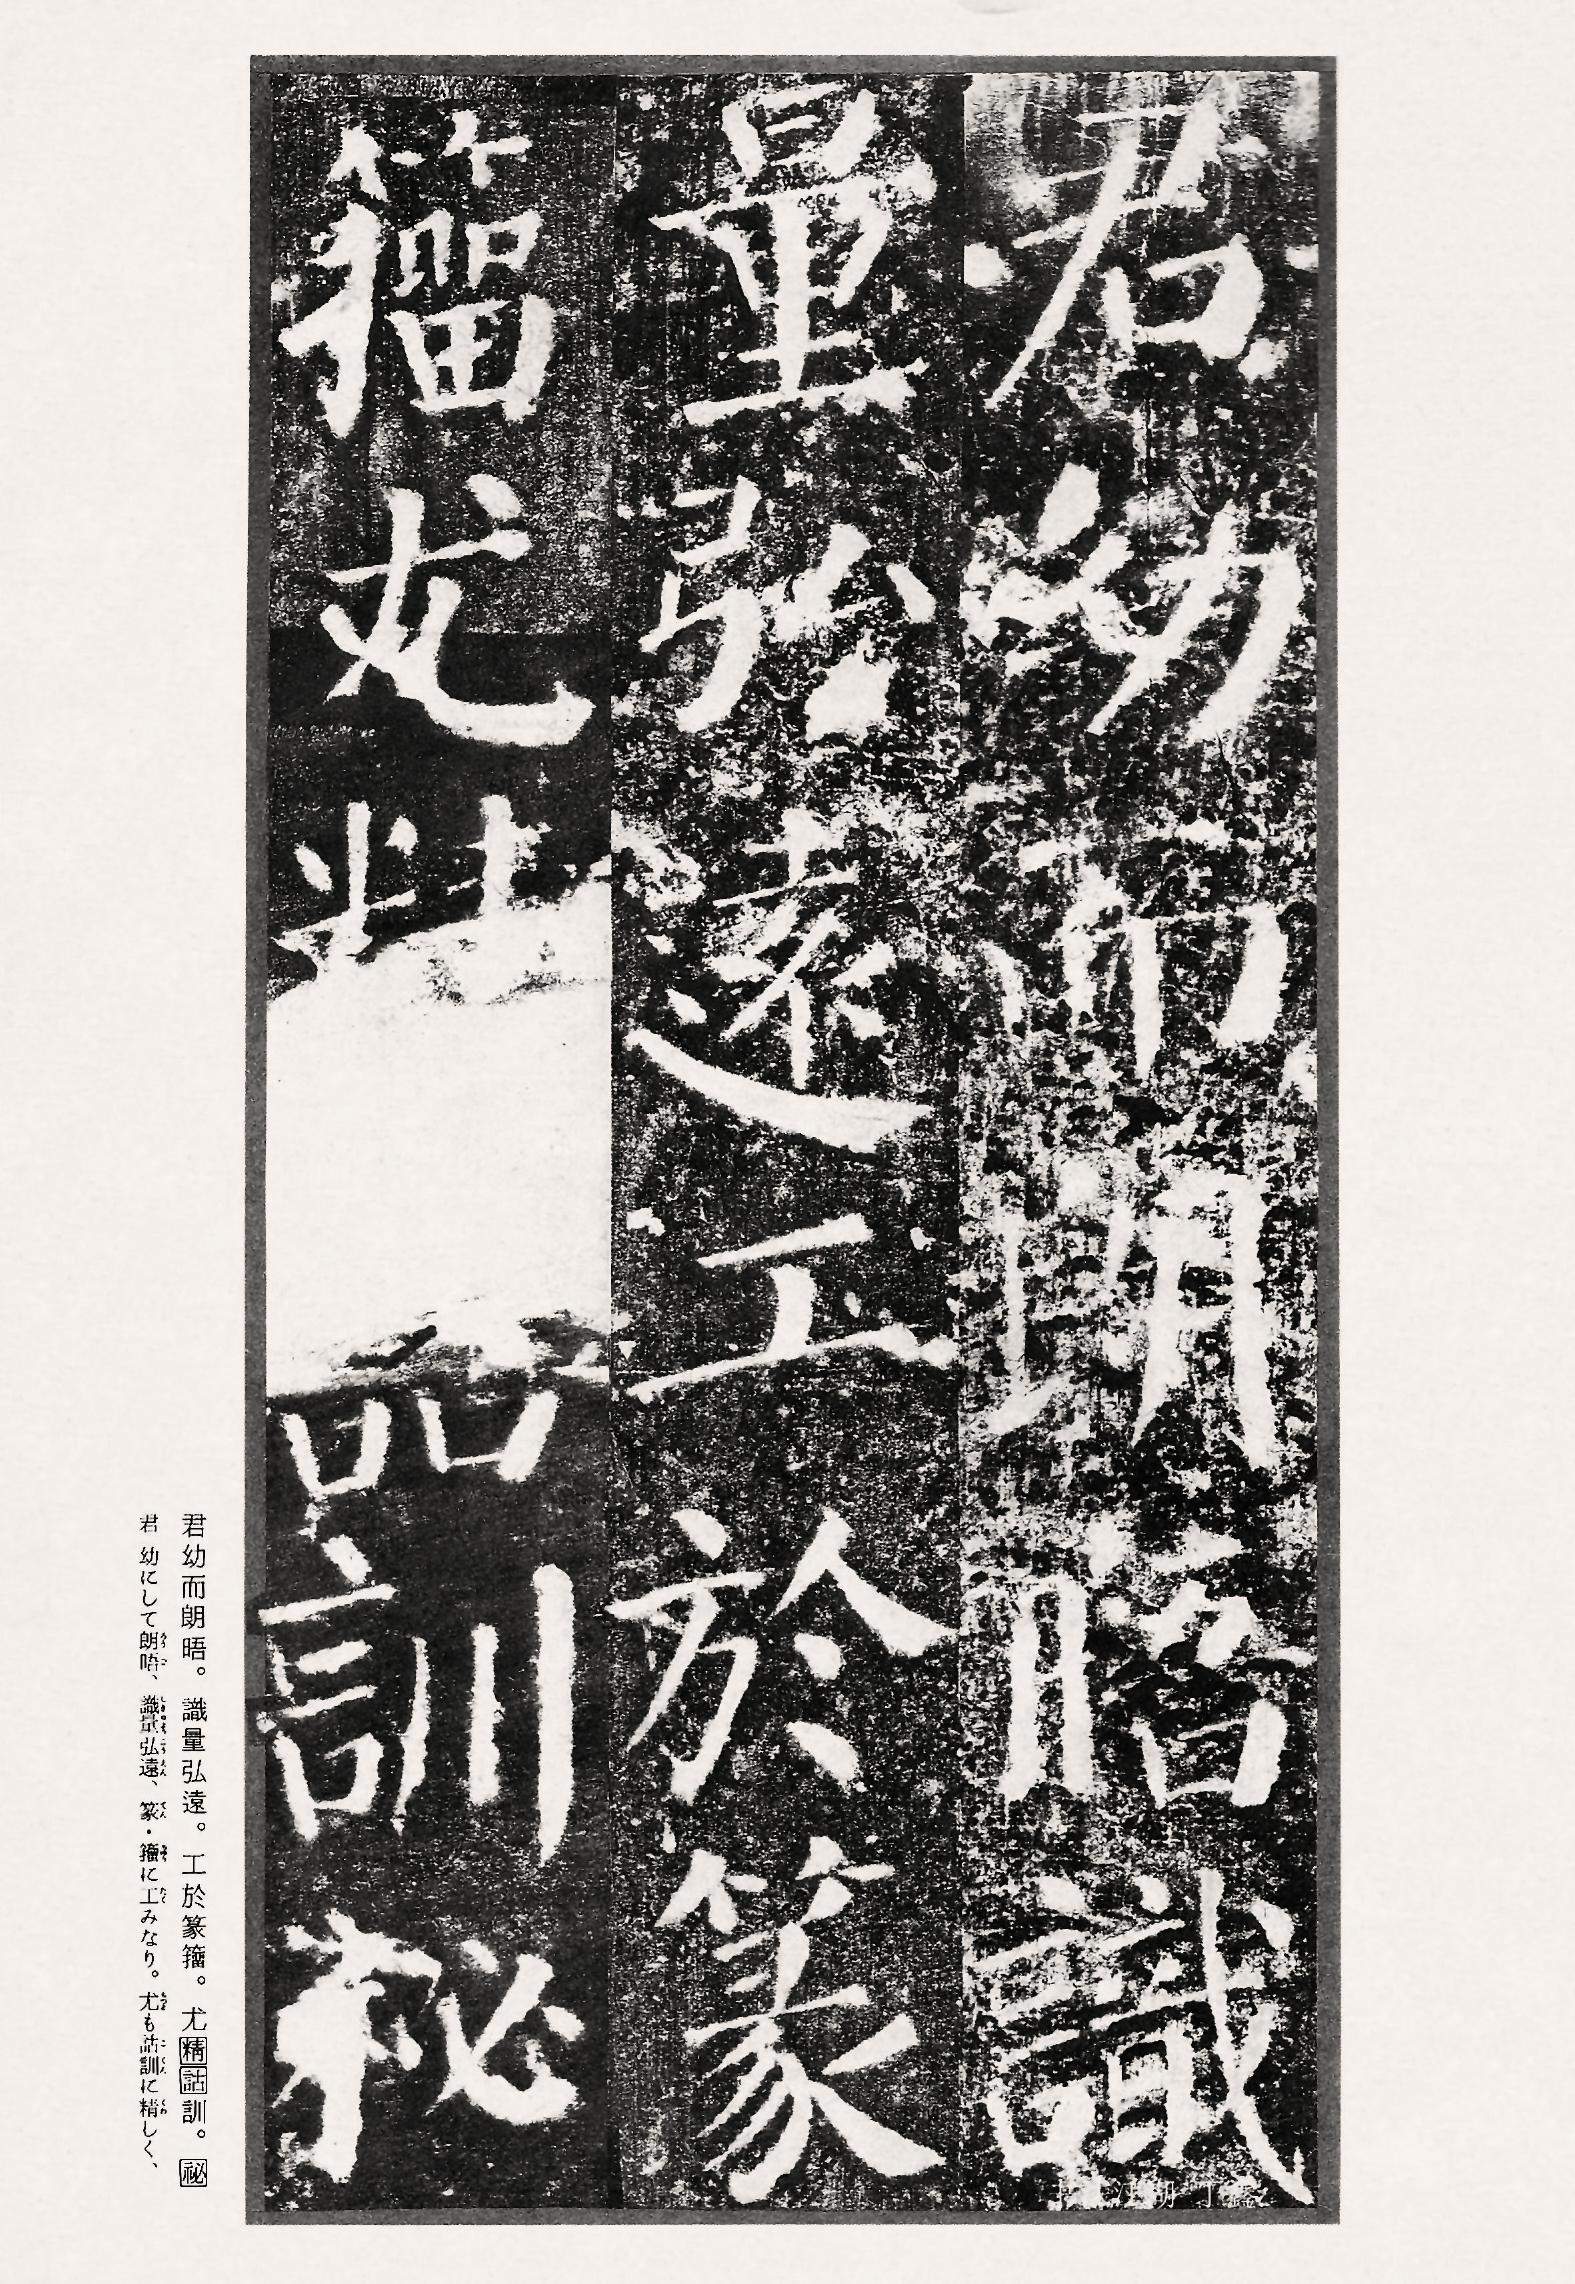 君幼而朗晤識
量弘遠工於篆
籀尤精詁訓秘
君幼而朗晤。識量弘遠。工於篆籀。尤精詁訓。祕
君 幼にして朗晤、識量弘遠、篆・籀に工みなり。尤も詁訓に精しく、